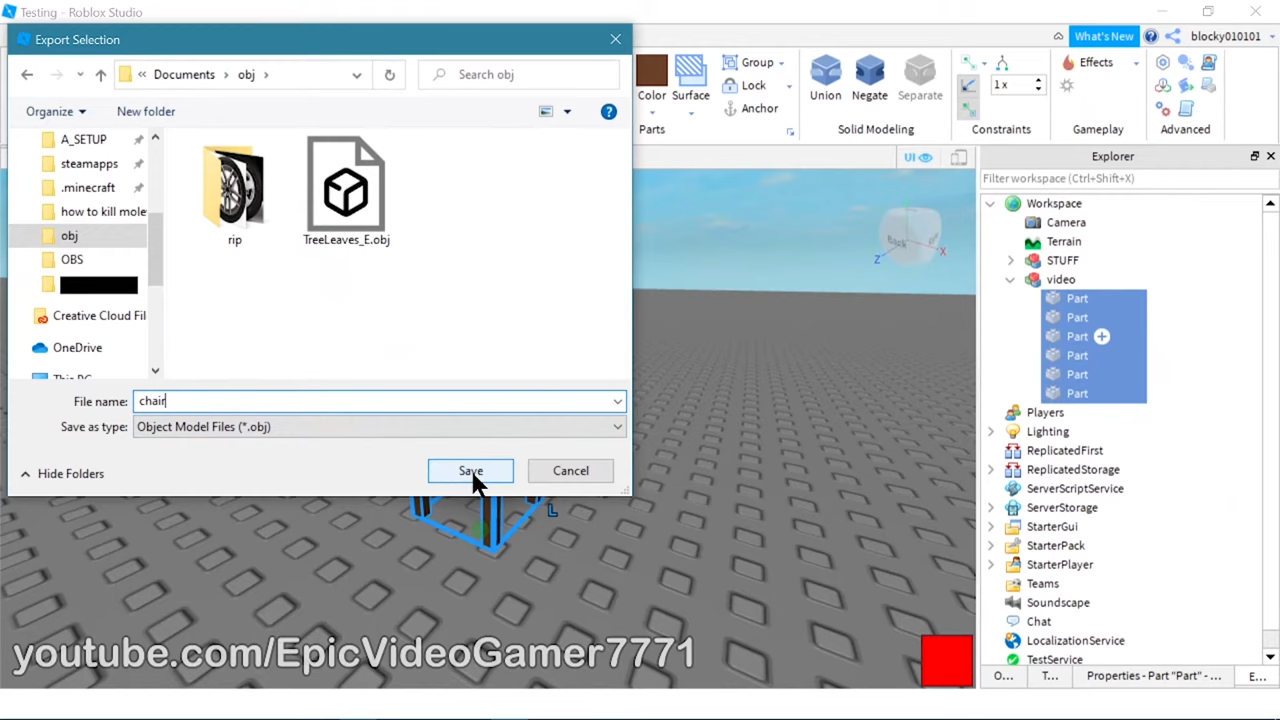 Testing - Roblox Studio
Export Selection
What's New
blocky010101
Documents
obj
Search obj
Organize
New folder
A_SETUP
steamapps
.minecraft
how to kill mole
obj
OBS
Creative Cloud Fil
OneDrive
This PC
rip
TreeLeaves_E.obj
File name:
chair
Save as type:
Object Model Files (*.obj)
Hide Folders
Save
Cancel
Color
Surface
Group
Lock
Anchor
Parts
Union
Negate
Separate
Solid Modeling
1 x
Constraints
Effects
Gameplay
Advanced
UI
Back
Z
X
L
Explorer
Filter workspace (Ctrl+Shift+X)
Workspace
Camera
Terrain
STUFF
video
Part
Part
Part
Part
Part
Part
Players
Lighting
ReplicatedFirst
ReplicatedStorage
ServerScriptService
ServerStorage
StarterGui
StarterPack
StarterPlayer
Teams
Soundscape
Chat
LocalizationService
TestService
O...
T...
Properties - Part "Part" - ...
E...
youtube.com/EpicVideoGamer7771